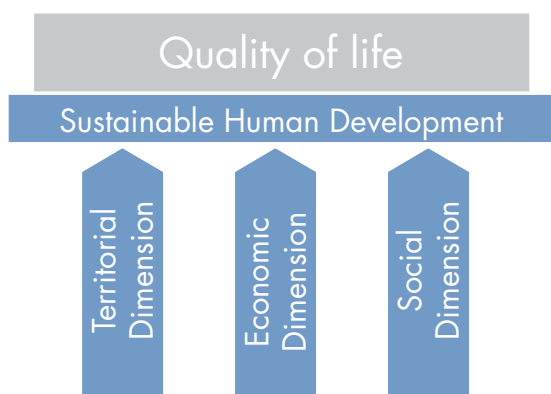 Quality of life
Sustainable Human Development
Territorial
Dimension
Economic
Dimension
Social
Dimension